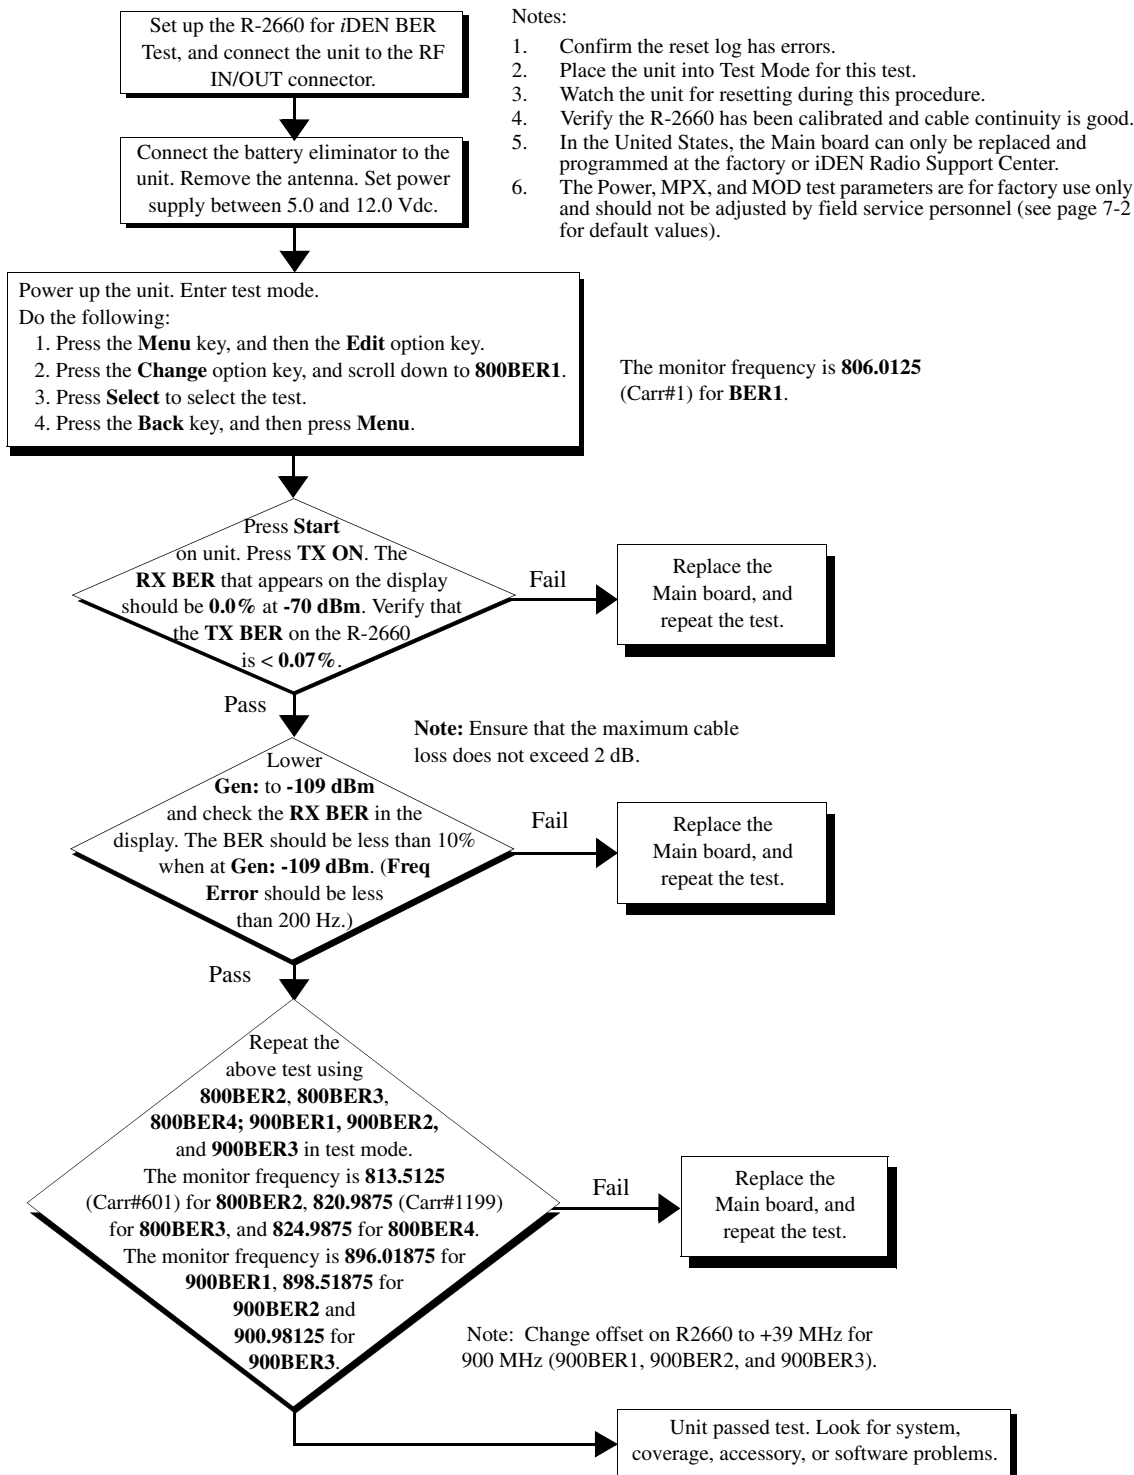 Set up the R-2660 for iDEN BER
Test, and connect the unit to the RF
IN/OUT connector.
Notes:
1. Confirm the reset log has errors.
2. Place the unit into Test Mode for this test.
3. Watch the unit for resetting during this procedure.
4. Verify the R-2660 has been calibrated and cable continuity is good.
5. In the United States, the Main board can only be replaced and
programmed at the factory or iDEN Radio Support Center.
6. The Power, MPX, and MOD test parameters are for factory use only
and should not be adjusted by field service personnel (see page 7-2
for default values).
Connect the battery eliminator to the
unit. Remove the antenna. Set power
supply between 5.0 and 12.0 Vdc.
Power up the unit. Enter test mode.
Do the following:
1. Press the Menu key, and then the Edit option key.
2. Press the Change option key, and scroll down to 800BER1.
3. Press Select to select the test.
4. Press the Back key, and then press Menu.
The monitor frequency is 806.0125
(Carr#1) for BER1.
Press Start
on unit. Press TX ON. The
RX BER that appears on the display
should be 0.0% at -70 dBm. Verify that
the TX BER on the R-2660
is < 0.07%.
Fail
Replace the
Main board, and
repeat the test.
Pass
Note: Ensure that the maximum cable
loss does not exceed 2 dB.
Lower
Gen: to -109 dBm
and check the RX BER in the
display. The BER should be less than 10%
when at Gen: -109 dBm. (Freq
Error should be less
than 200 Hz.)
Fail
Replace the
Main board, and
repeat the test.
Pass
Repeat the
above test using
800BER2, 800BER3,
800BER4; 900BER1, 900BER2,
and 900BER3 in test mode.
The monitor frequency is 813.5125
(Carr#601) for 800BER2, 820.9875 (Carr#1199)
for 800BER3, and 824.9875 for 800BER4.
The monitor frequency is 896.01875 for
900BER1, 898.51875 for
900BER2 and
900.98125 for
900BER3.
Fail
Replace the
Main board, and
repeat the test.
Note: Change offset on R2660 to +39 MHz for
900 MHz (900BER1, 900BER2, and 900BER3).
Unit passed test. Look for system,
coverage, accessory, or software problems.